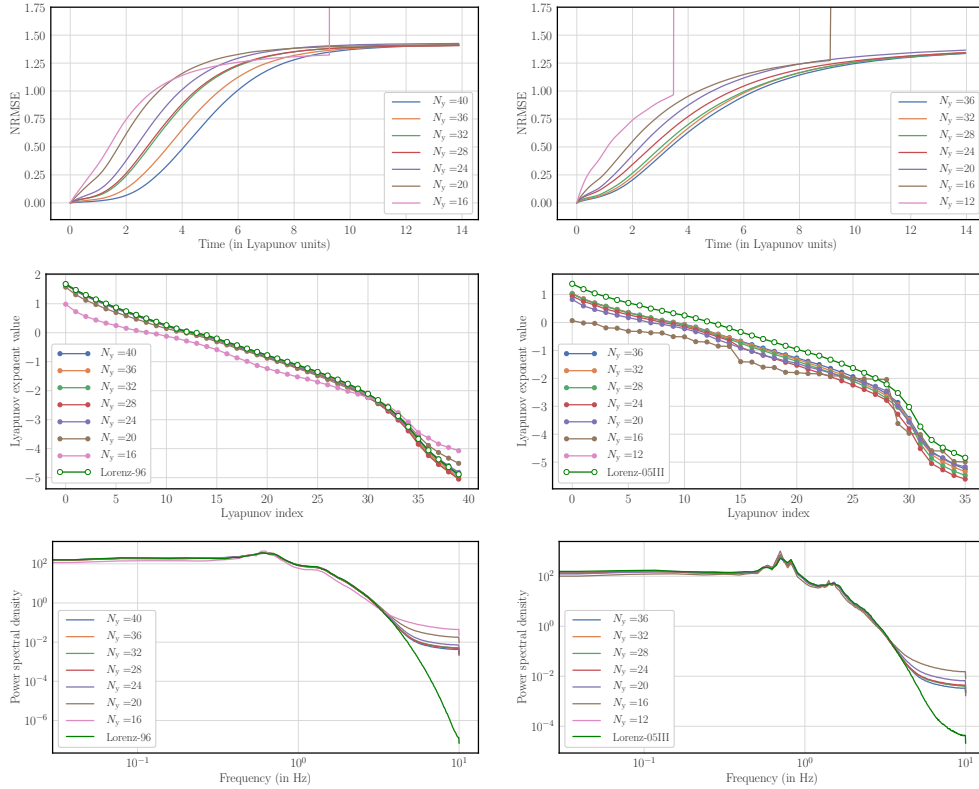 1.75
1.50
1.25
1.00
0.75
0.50
0.25
0.00
NRMSE
0 2 4 6 8 10 12 14
Time (in Lyapunov units)
N_y =40
N_y =36
N_y =32
N_y =28
N_y =24
N_y =20
N_y =16
1.75
1.50
1.25
1.00
0.75
0.50
0.25
0.00
NRMSE
0 2 4 6 8 10 12 14
Time (in Lyapunov units)
N_y =36
N_y =32
N_y =28
N_y =24
N_y =20
N_y =16
N_y =12
2
1
0
−1
−2
−3
−4
−5
Lyapunov exponent value
0 5 10 15 20 25 30 35 40
Lyapunov index
N_y =40
N_y =36
N_y =32
N_y =28
N_y =24
N_y =20
N_y =16
Lorenz-96
1
0
−1
−2
−3
−4
−5
Lyapunov exponent value
0 5 10 15 20 25 30 35
Lyapunov index
N_y =36
N_y =32
N_y =28
N_y =24
N_y =20
N_y =16
N_y =12
Lorenz-05III
10^2
10^0
10^−2
10^−4
10^−6
Power spectral density
10^−1 10^0 10^1
Frequency (in Hz)
N_y =40
N_y =36
N_y =32
N_y =28
N_y =24
N_y =20
N_y =16
Lorenz-96
10^2
10^0
10^−2
10^−4
Power spectral density
10^−1 10^0 10^1
Frequency (in Hz)
N_y =36
N_y =32
N_y =28
N_y =24
N_y =20
N_y =16
N_y =12
Lorenz-05III